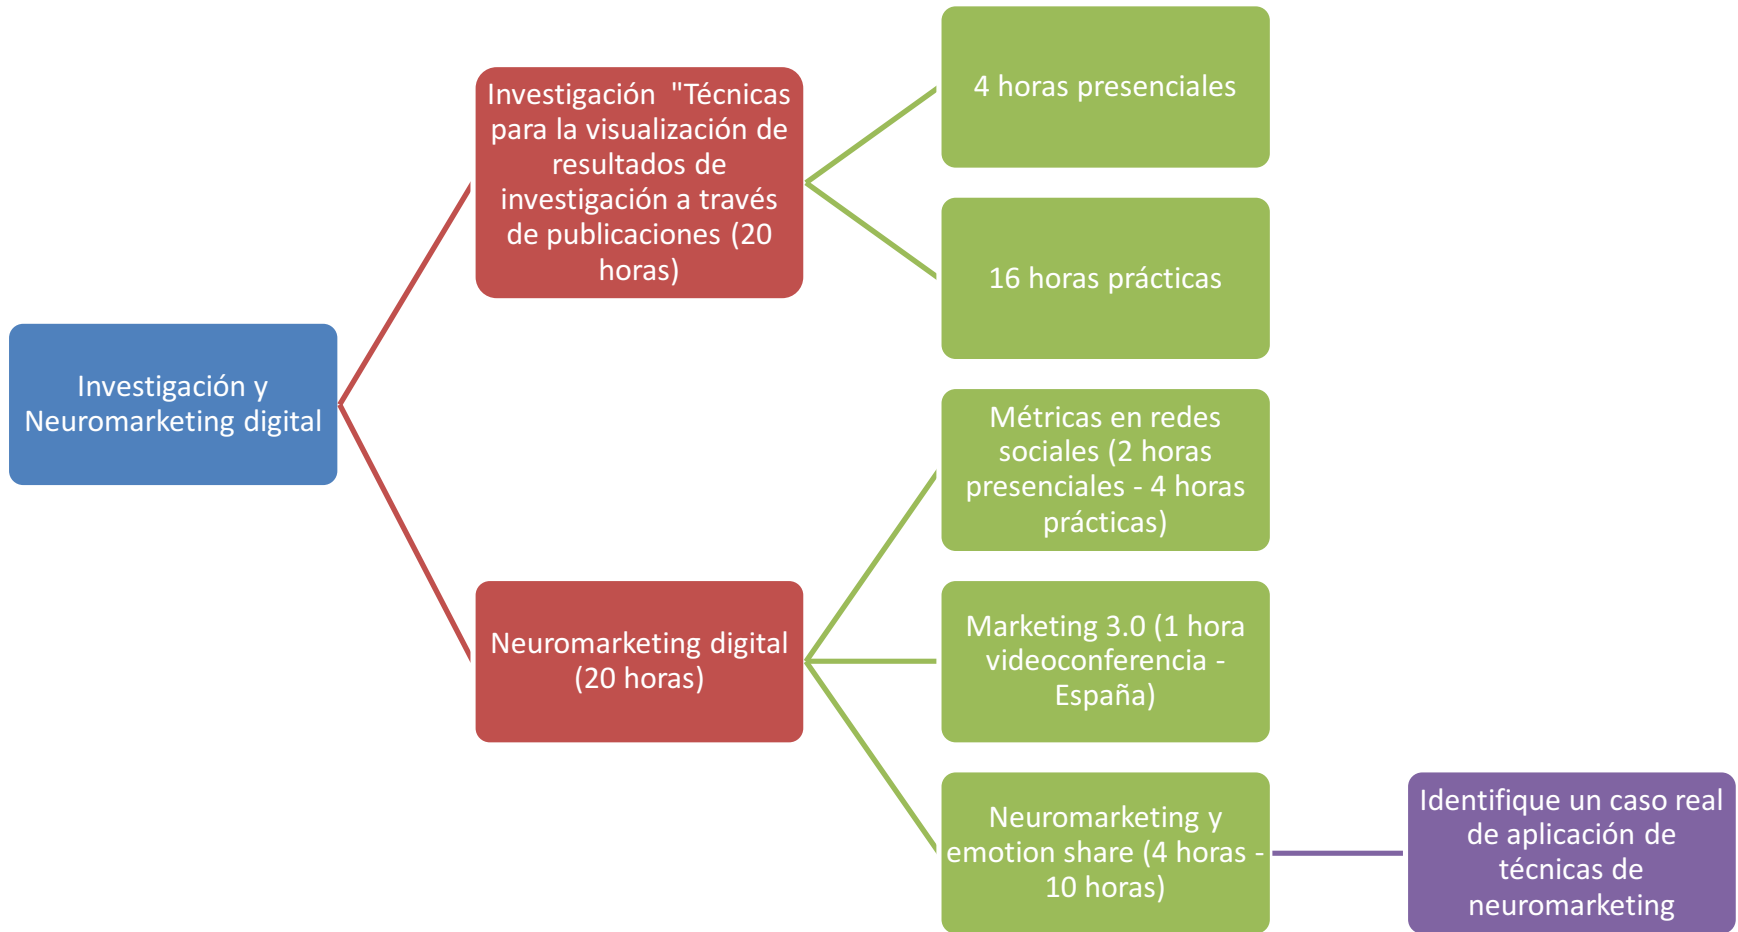 Investigación y
Neuromarketing digital
Investigación  "Técnicas
para la visualización de
resultados de
investigación a través
de publicaciones (20
horas)
4 horas presenciales
16 horas prácticas
Neuromarketing digital
(20 horas)
Métricas en redes
sociales (2 horas
presenciales - 4 horas
prácticas)
Marketing 3.0 (1 hora
videoconferencia -
España)
Neuromarketing y
emotion share (4 horas -
10 horas)
Identifique un caso real
de aplicación de
técnicas de
neuromarketing